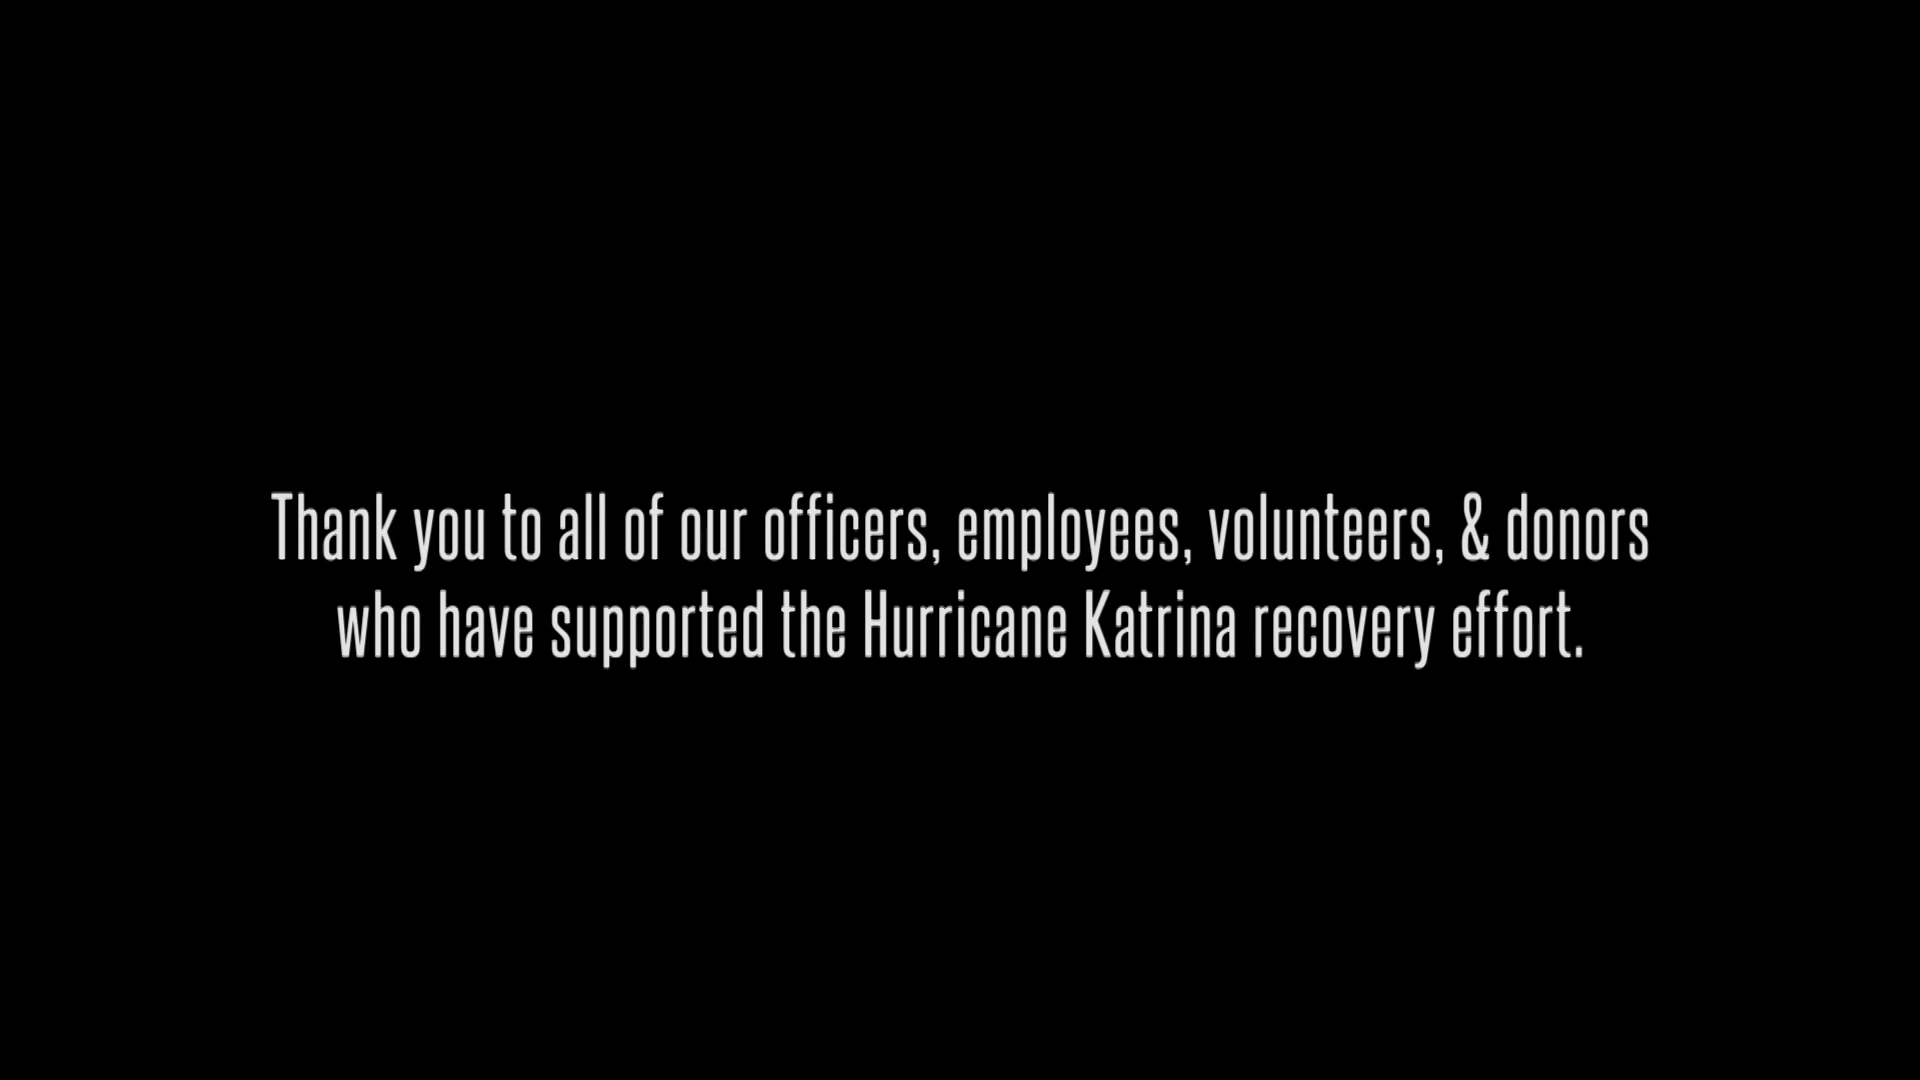 Thank you to all of our officers, employees, volunteers, & donors
who have supported the Hurricane Katrina recovery effort.